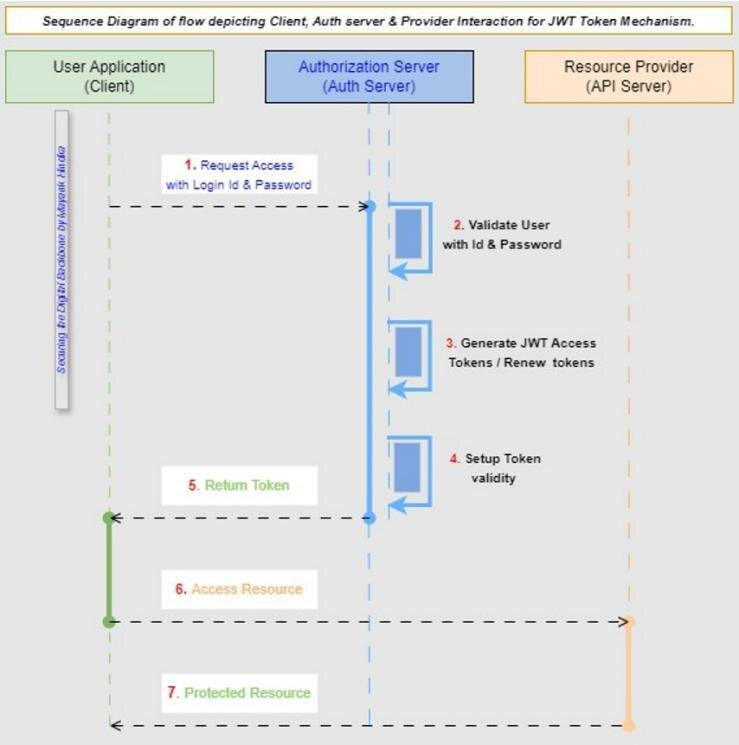 Sequence Diagram of flow depicting Client, Auth server & Provider Interaction for JWT Token Mechanism.
User Application
(Client)
Authorization Server
(Auth Server)
Resource Provider
(API Server)
Securing the Digital Backbone by Mayank Hindka
1. Request Access
with Login Id & Password
2. Validate User
with Id & Password
3. Generate JWT Access
Tokens / Renew tokens
4. Setup Token
validity
5. Return Token
6. Access Resource
7. Protected Resource